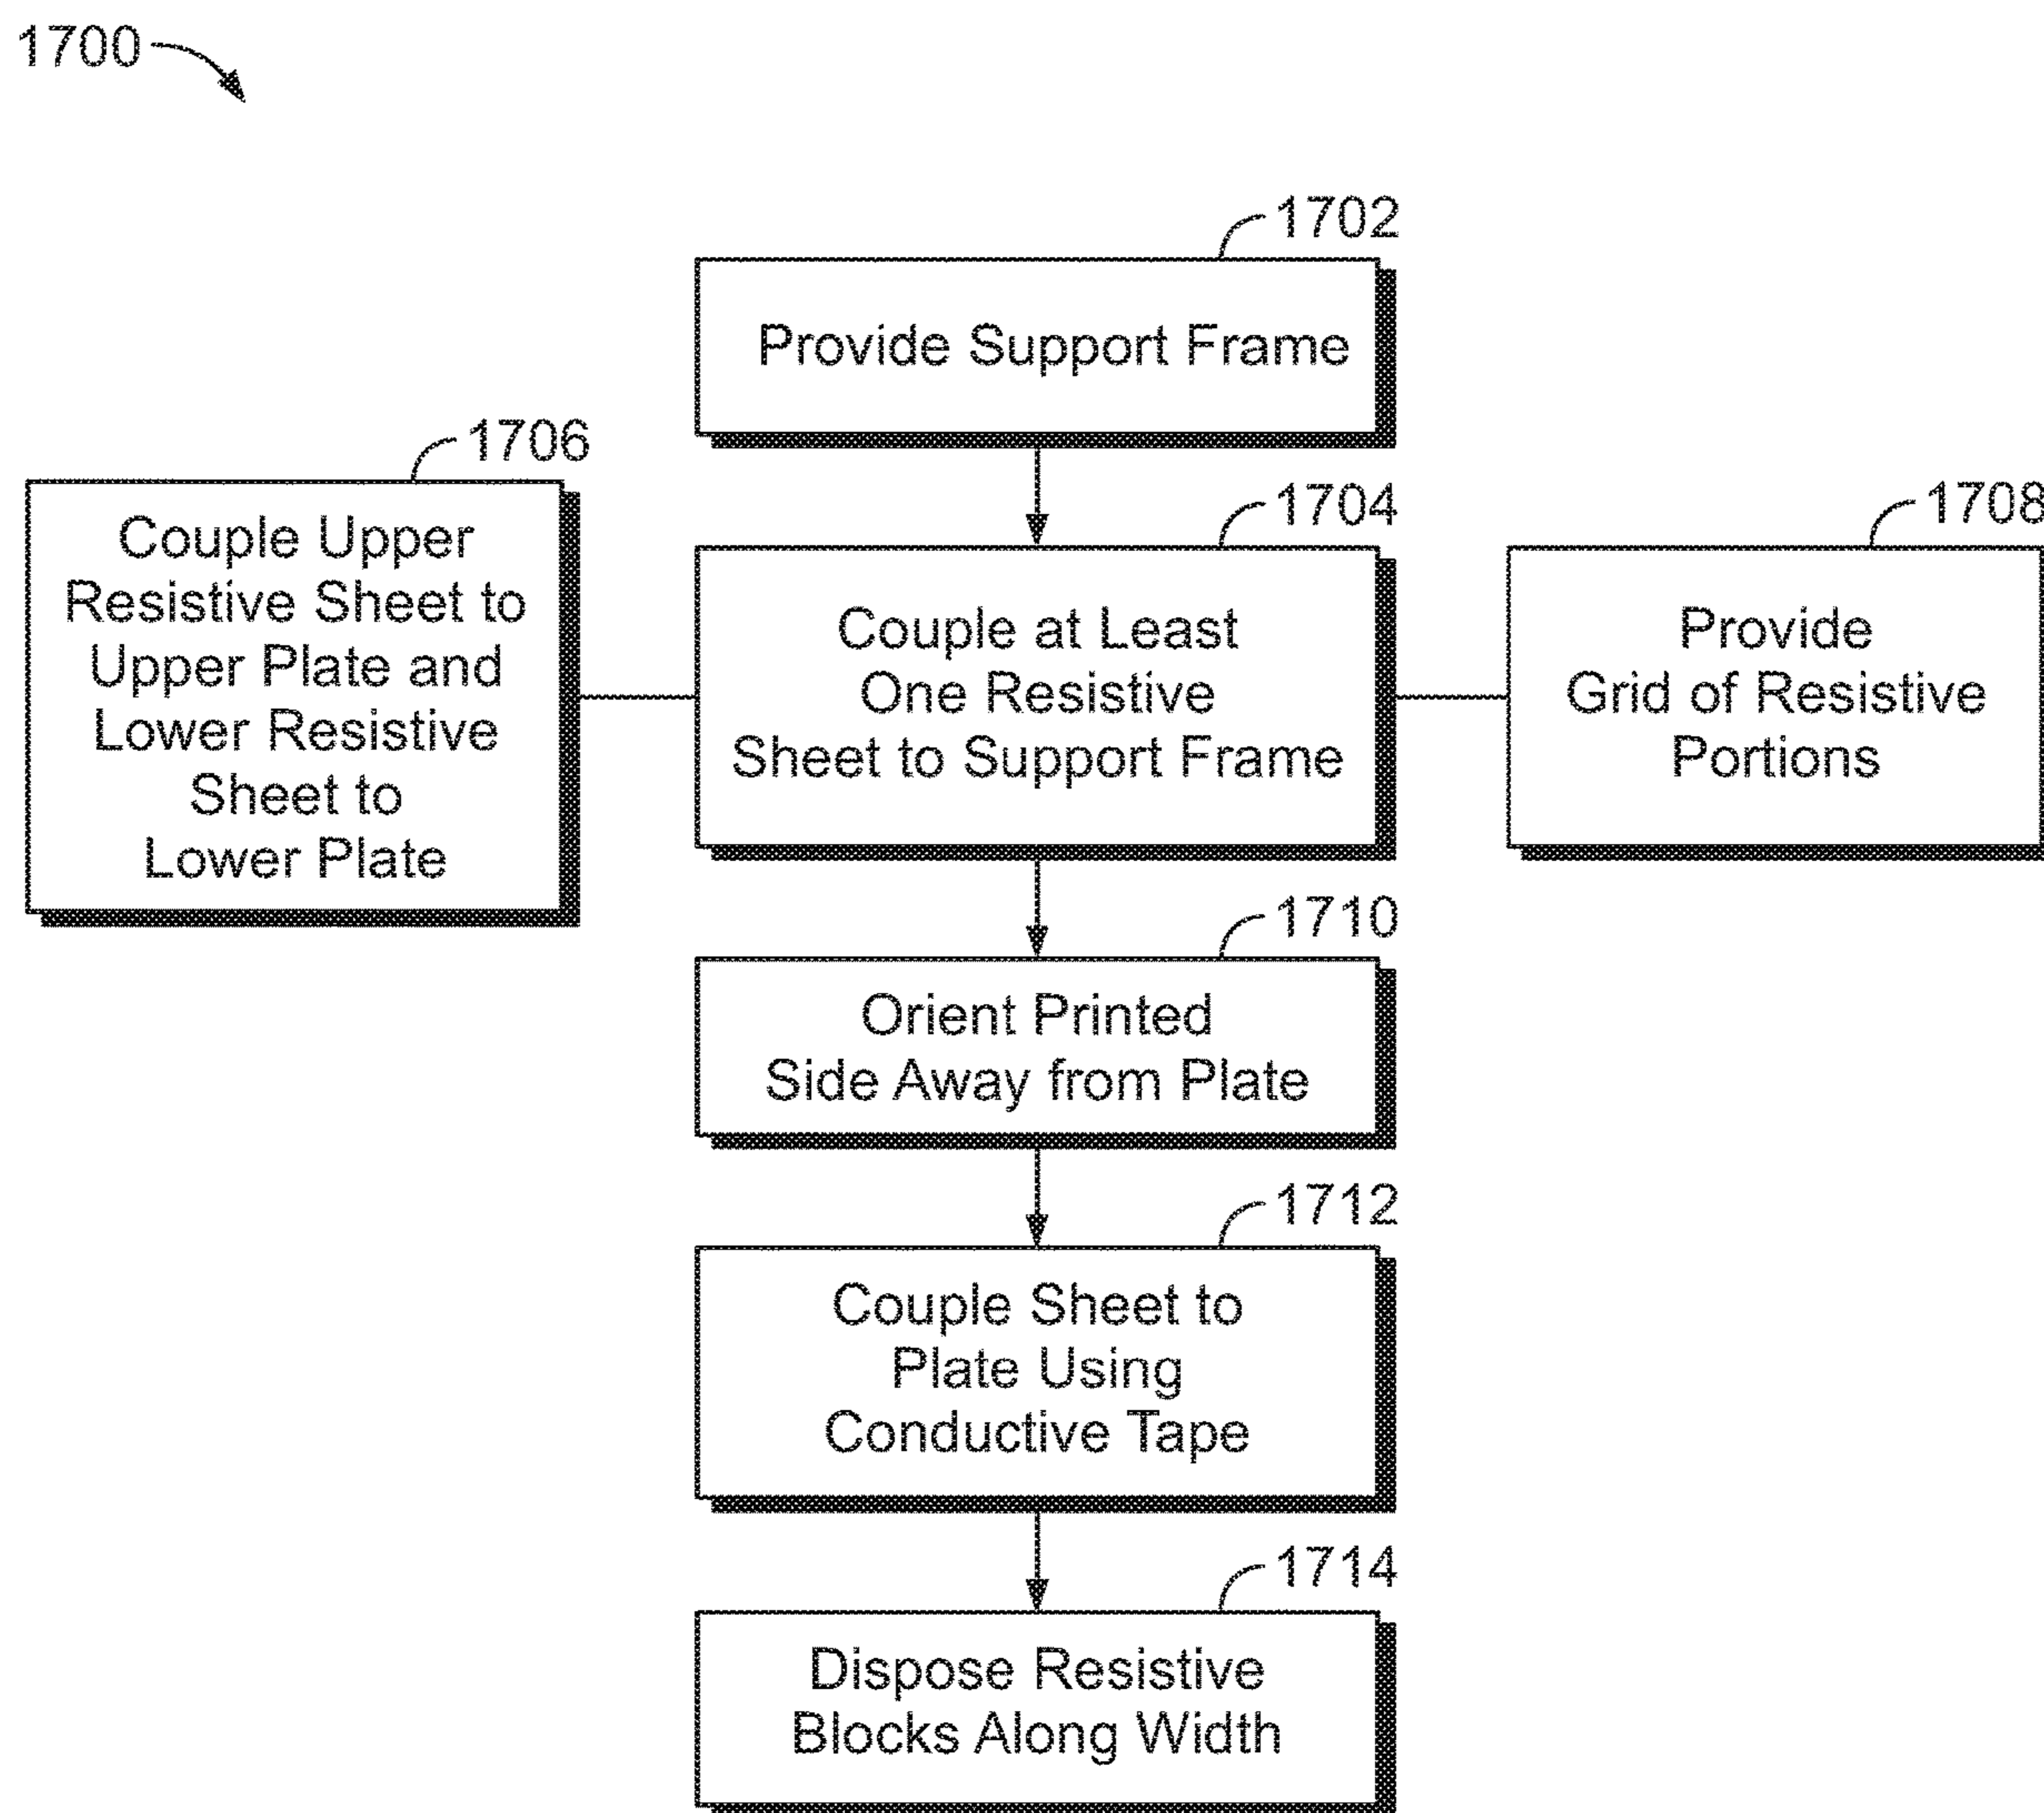 1700
1702
Provide Support Frame
1706
Couple Upper
Resistive Sheet to
Upper Plate and
Lower Resistive
Sheet to
Lower Plate
1704
Couple at Least
One Resistive
Sheet to Support Frame
1708
Provide
Grid of Resistive
Portions
1710
Orient Printed
Side Away from Plate
1712
Couple Sheet to
Plate Using
Conductive Tape
1714
Dispose Resistive
Blocks Along Width